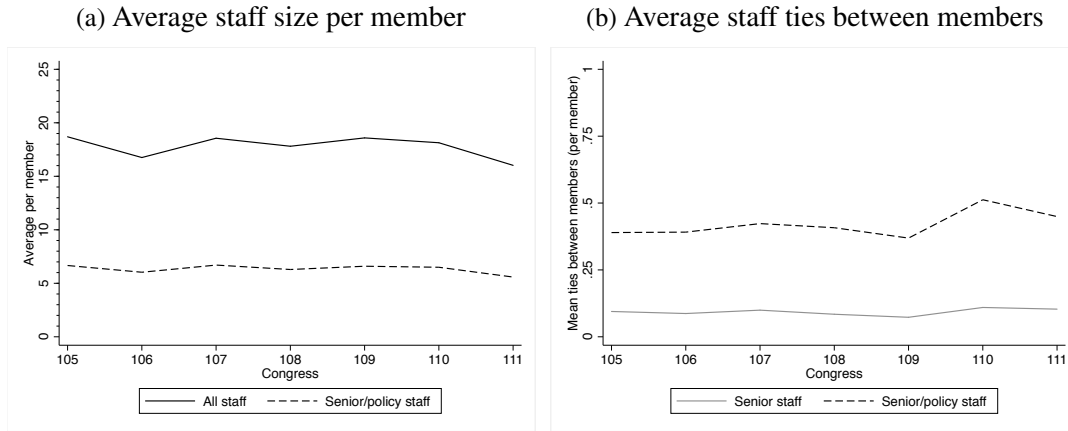 (a) Average staff size per member
(b) Average staff ties between members
Average per member
25
20
15
10
5
0
105 106 107 108 109 110 111
Congress
All staff Senior/policy staff
Mean ties between members (per member)
1
.75
.5
.25
0
105 106 107 108 109 110 111
Congress
Senior staff Senior/policy staff